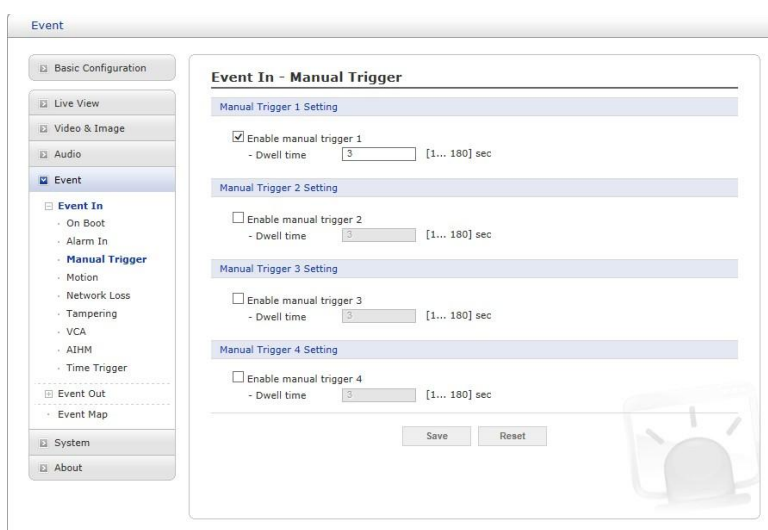 Event
Basic Configuration
Live View
Video & Image
Audio
Event
Event In
· On Boot
· Alarm In
· Manual Trigger
· Motion
· Network Loss
· Tampering
· VCA
· AIHM
· Time Trigger
Event Out
· Event Map
System
About
Event In - Manual Trigger
Manual Trigger 1 Setting
Enable manual trigger 1
- Dwell time 3 [1... 180] sec
Manual Trigger 2 Setting
Enable manual trigger 2
- Dwell time 3 [1... 180] sec
Manual Trigger 3 Setting
Enable manual trigger 3
- Dwell time 3 [1... 180] sec
Manual Trigger 4 Setting
Enable manual trigger 4
- Dwell time 3 [1... 180] sec
Save Reset